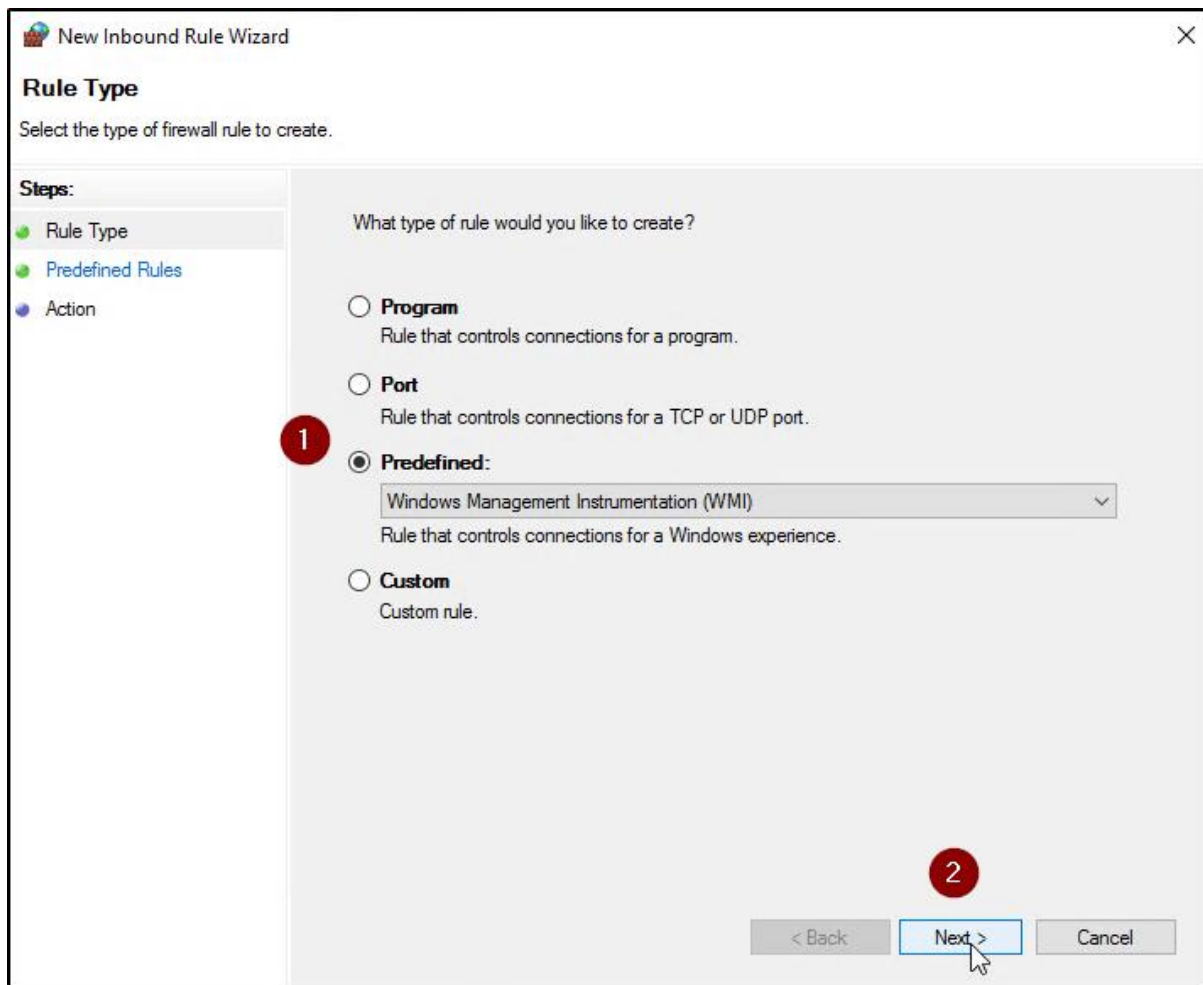 New Inbound Rule Wizard
Rule Type
Select the type of firewall rule to create.
Steps:
Rule Type
Predefined Rules
Action
What type of rule would you like to create?
Program
Rule that controls connections for a program.
Port
Rule that controls connections for a TCP or UDP port.
1
Predefined:
Windows Management Instrumentation (WMI)
Rule that controls connections for a Windows experience.
Custom
Custom rule.
2
< Back Next > Cancel